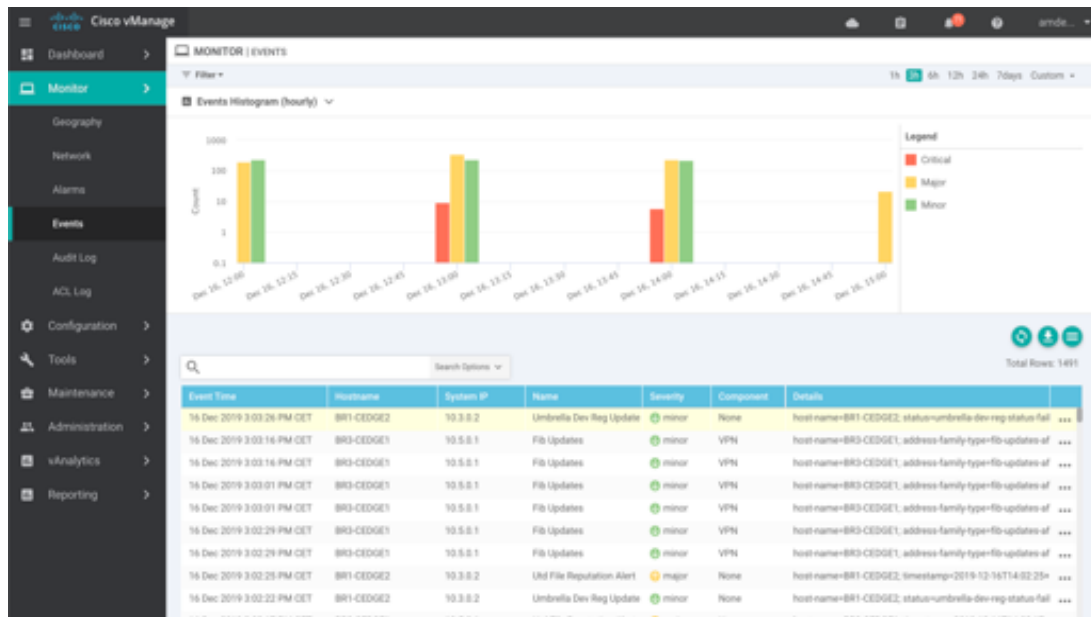 cisco Cisco vManage
amde...
Dashboard
Monitor
Geography
Network
Alarms
Events
Audit Log
ACL Log
Configuration
Tools
Maintenance
Administration
vAnalytics
Reporting
MONITOR | EVENTS
Filter
1h 3h 6h 12h 24h 7days Custom
Events Histogram (hourly)
Count
1000
100
10
1
0.1
Dec 16, 12:00 Dec 16, 12:15 Dec 16, 12:30 Dec 16, 12:45 Dec 16, 13:00 Dec 16, 13:15 Dec 16, 13:30 Dec 16, 13:45 Dec 16, 14:00 Dec 16, 14:15 Dec 16, 14:30 Dec 16, 14:45 Dec 16, 15:00
Legend
Critical
Major
Minor
Search Options
Total Rows: 1491
Event Time Hostname System IP Name Severity Component Details
16 Dec 2019 3:03:26 PM CET BR1-CEDGE2 10.3.0.2 Umbrella Dev Reg Update minor None host-name=BR1-CEDGE2; status=umbrella-dev-reg-status-fail ...
16 Dec 2019 3:03:16 PM CET BR3-CEDGE1 10.5.0.1 Fib Updates minor VPN host-name=BR3-CEDGE1; address-family-type=fib-updates-af ...
16 Dec 2019 3:03:16 PM CET BR3-CEDGE1 10.5.0.1 Fib Updates minor VPN host-name=BR3-CEDGE1; address-family-type=fib-updates-af ...
16 Dec 2019 3:03:01 PM CET BR3-CEDGE1 10.5.0.1 Fib Updates minor VPN host-name=BR3-CEDGE1; address-family-type=fib-updates-af ...
16 Dec 2019 3:03:01 PM CET BR3-CEDGE1 10.5.0.1 Fib Updates minor VPN host-name=BR3-CEDGE1; address-family-type=fib-updates-af ...
16 Dec 2019 3:02:29 PM CET BR3-CEDGE1 10.5.0.1 Fib Updates minor VPN host-name=BR3-CEDGE1; address-family-type=fib-updates-af ...
16 Dec 2019 3:02:29 PM CET BR3-CEDGE1 10.5.0.1 Fib Updates minor VPN host-name=BR3-CEDGE1; address-family-type=fib-updates-af ...
16 Dec 2019 3:02:25 PM CET BR1-CEDGE2 10.3.0.2 Utd File Reputation Alert major None host-name=BR1-CEDGE2; timestamp=2019-12-16T14:02:25+ ...
16 Dec 2019 3:02:22 PM CET BR1-CEDGE2 10.3.0.2 Umbrella Dev Reg Update minor None host-name=BR1-CEDGE2; status=umbrella-dev-reg-status-fail ...